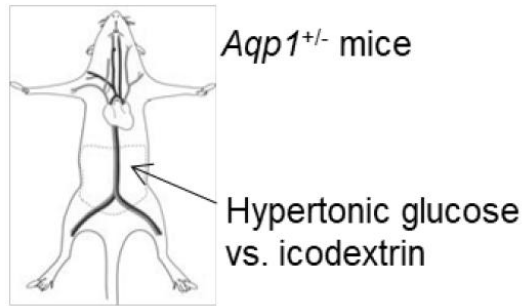 Aqp1+/- mice
Hypertonic glucose
vs. icodextrin